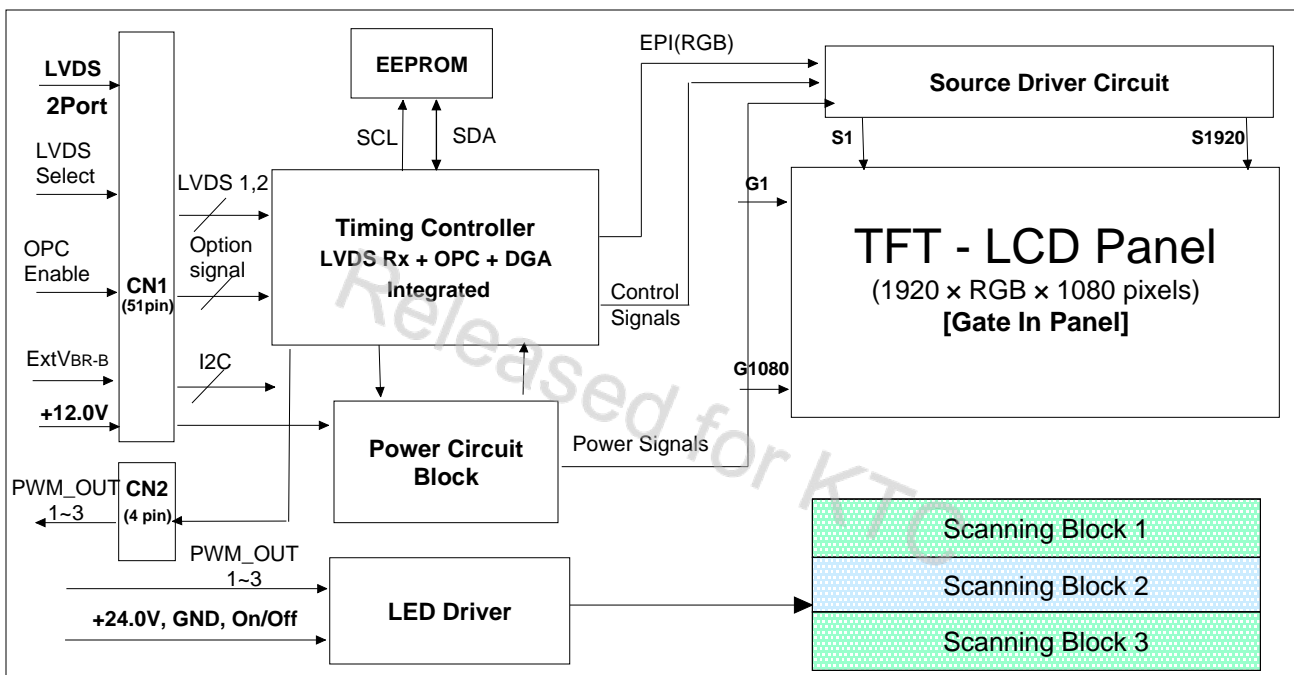 LVDS
2Port
LVDS
Select
OPC
Enable
ExtVBR-B
+12.0V
CN1
(51pin)
LVDS 1,2
Option
signal
I2C
EEPROM
SCL
SDA
Timing Controller
LVDS Rx + OPC + DGA
Integrated
EPI(RGB)
Control
Signals
Power Circuit
Block
Power Signals
Source Driver Circuit
S1
S1920
G1
G1080
TFT - LCD Panel
(1920 × RGB × 1080 pixels)
[Gate In Panel]
PWM_OUT
1~3
CN2
(4 pin)
PWM_OUT
1~3
+24.0V, GND, On/Off
LED Driver
Scanning Block 1
Scanning Block 2
Scanning Block 3
Released for KTC